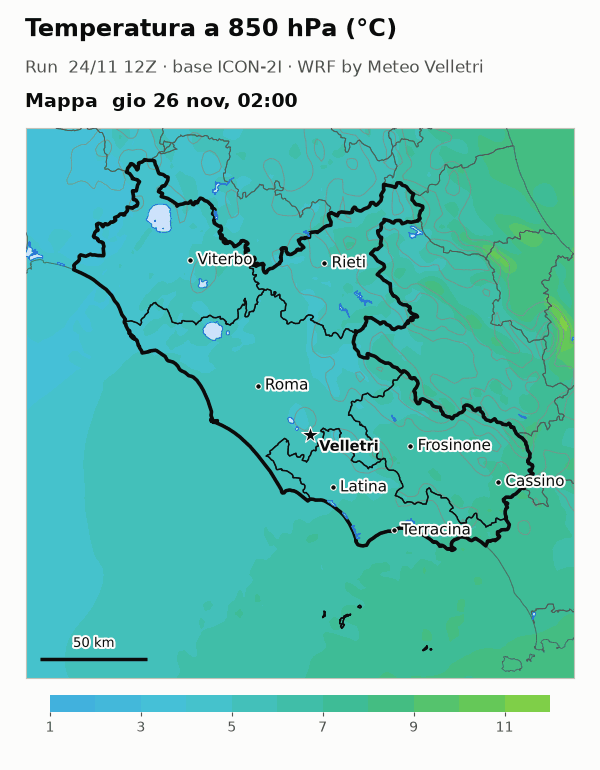 Temperatura a 850 hPa (°C)
Run 24/11 12Z · base ICON-2I · WRF by Meteo Velletri
Mappa gio 26 nov, 02:00
Viterbo
Rieti
Roma
Velletri
Frosinone
Latina
Cassino
Terracina
50 km
1 3 5 7 9 11